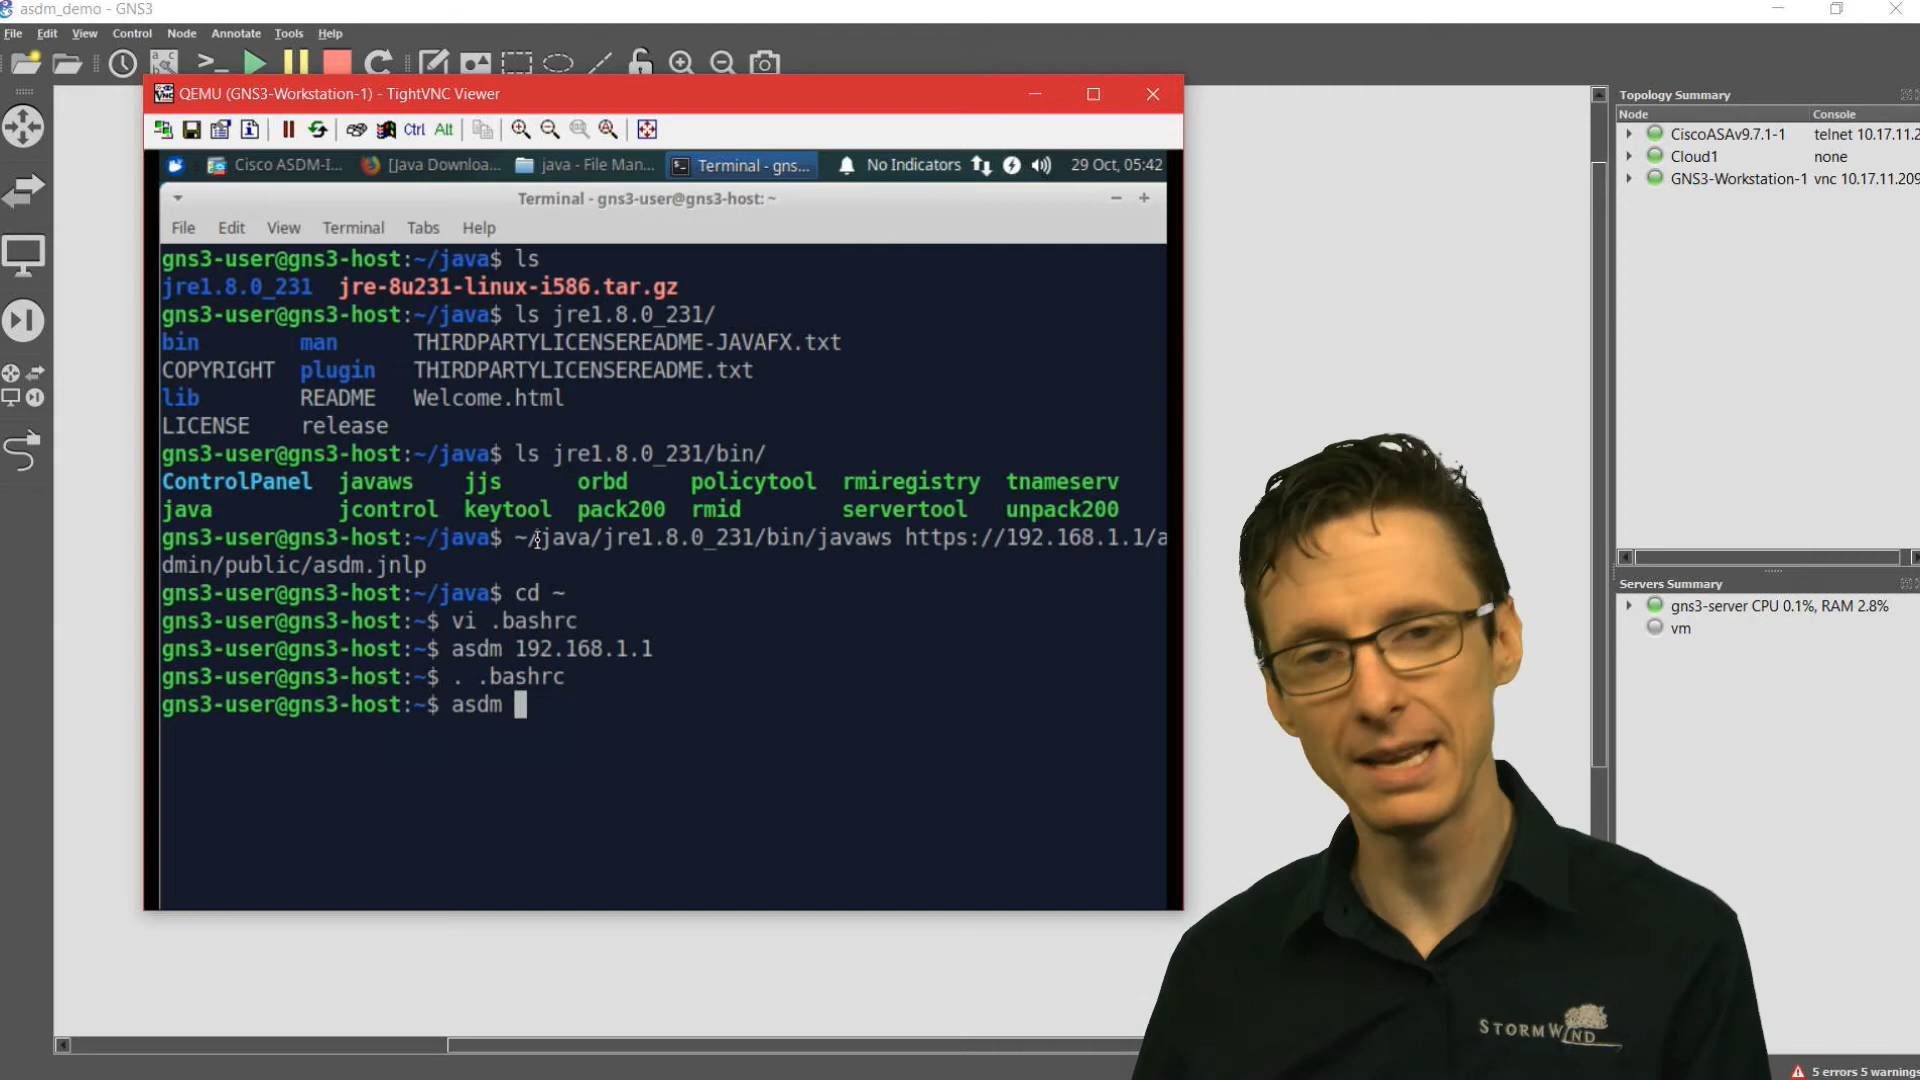 asdm_demo - GNS3
File Edit View Control Node Annotate Tools Help
QEMU (GNS3-Workstation-1) - TightVNC Viewer
Ctrl Alt
Cisco ASDM-I... [Java Downloa... java - File Man... Terminal - gns... No Indicators 29 Oct, 05:42
Terminal - gns3-user@gns3-host: ~
File Edit View Terminal Tabs Help
gns3-user@gns3-host:~/java$ ls
jre1.8.0_231 jre-8u231-linux-i586.tar.gz
gns3-user@gns3-host:~/java$ ls jre1.8.0_231/
bin man THIRDPARTYLICENSEREADME-JAVAFX.txt
COPYRIGHT plugin THIRDPARTYLICENSEREADME.txt
lib README Welcome.html
LICENSE release
gns3-user@gns3-host:~/java$ ls jre1.8.0_231/bin/
ControlPanel javaws jjs orbd policytool rmiregistry tnameserv
java jcontrol keytool pack200 rmid servertool unpack200
gns3-user@gns3-host:~/java$ ~/java/jre1.8.0_231/bin/javaws https://192.168.1.1/a
dmin/public/asdm.jnlp
gns3-user@gns3-host:~/java$ cd ~
gns3-user@gns3-host:~$ vi .bashrc
gns3-user@gns3-host:~$ asdm 192.168.1.1
gns3-user@gns3-host:~$ . .bashrc
gns3-user@gns3-host:~$ asdm
Topology Summary
Node Console
CiscoASAv9.7.1-1 telnet 10.17.11.2
Cloud1 none
GNS3-Workstation-1 vnc 10.17.11.209
Servers Summary
gns3-server CPU 0.1%, RAM 2.8%
vm
STORMWIND
5 errors 5 warnings